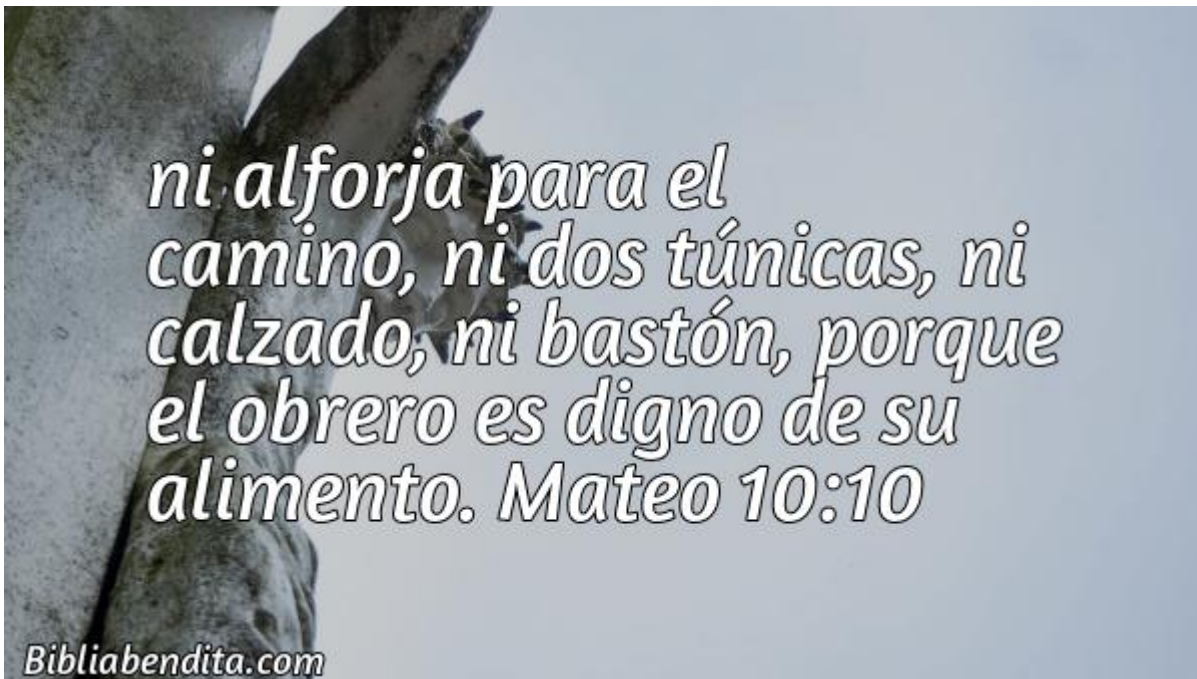 ni alforja para el
camino, ni dos túnicas, ni
calzado, ni bastón, porque
el obrero es digno de su
alimento. Mateo 10:10
Bibliabendita.com